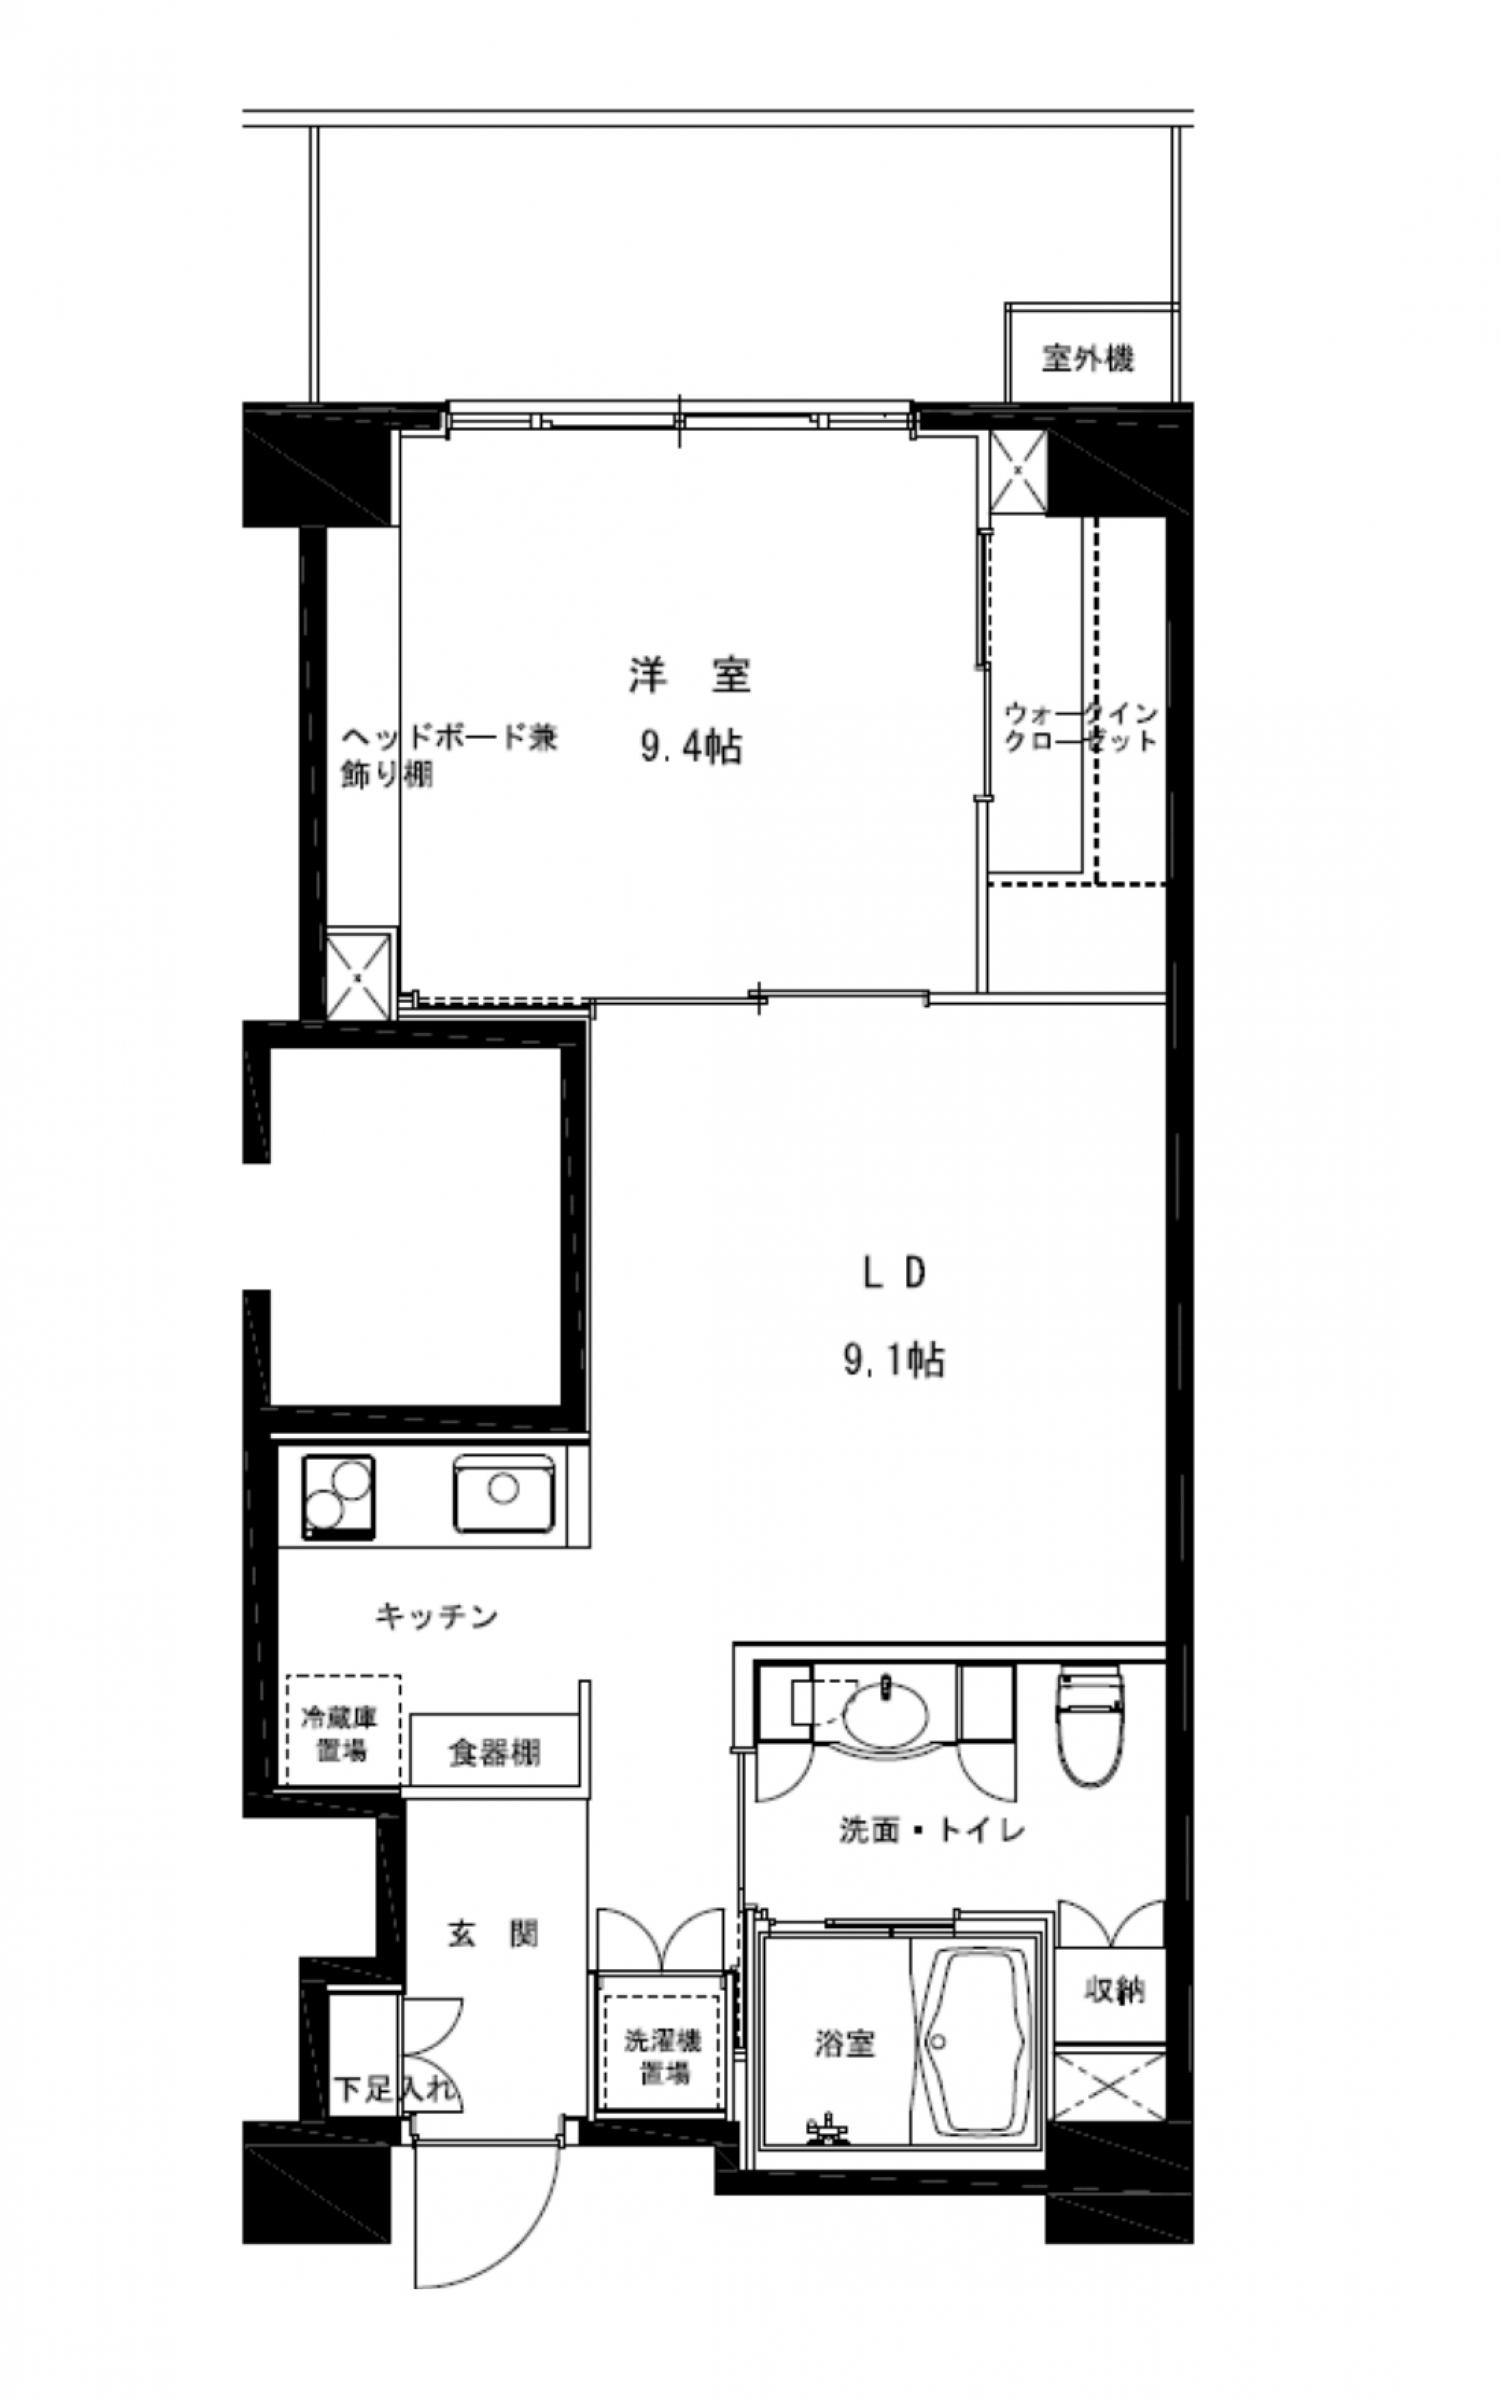 室外機
洋 室
9.4帖
ヘッドボード兼
飾り棚
ウォークイン
クローゼット
LD
9.1帖
キッチン
冷蔵庫
置場
食器棚
洗面・トイレ
玄 関
収納
洗濯機
置場
浴室
下足入れ